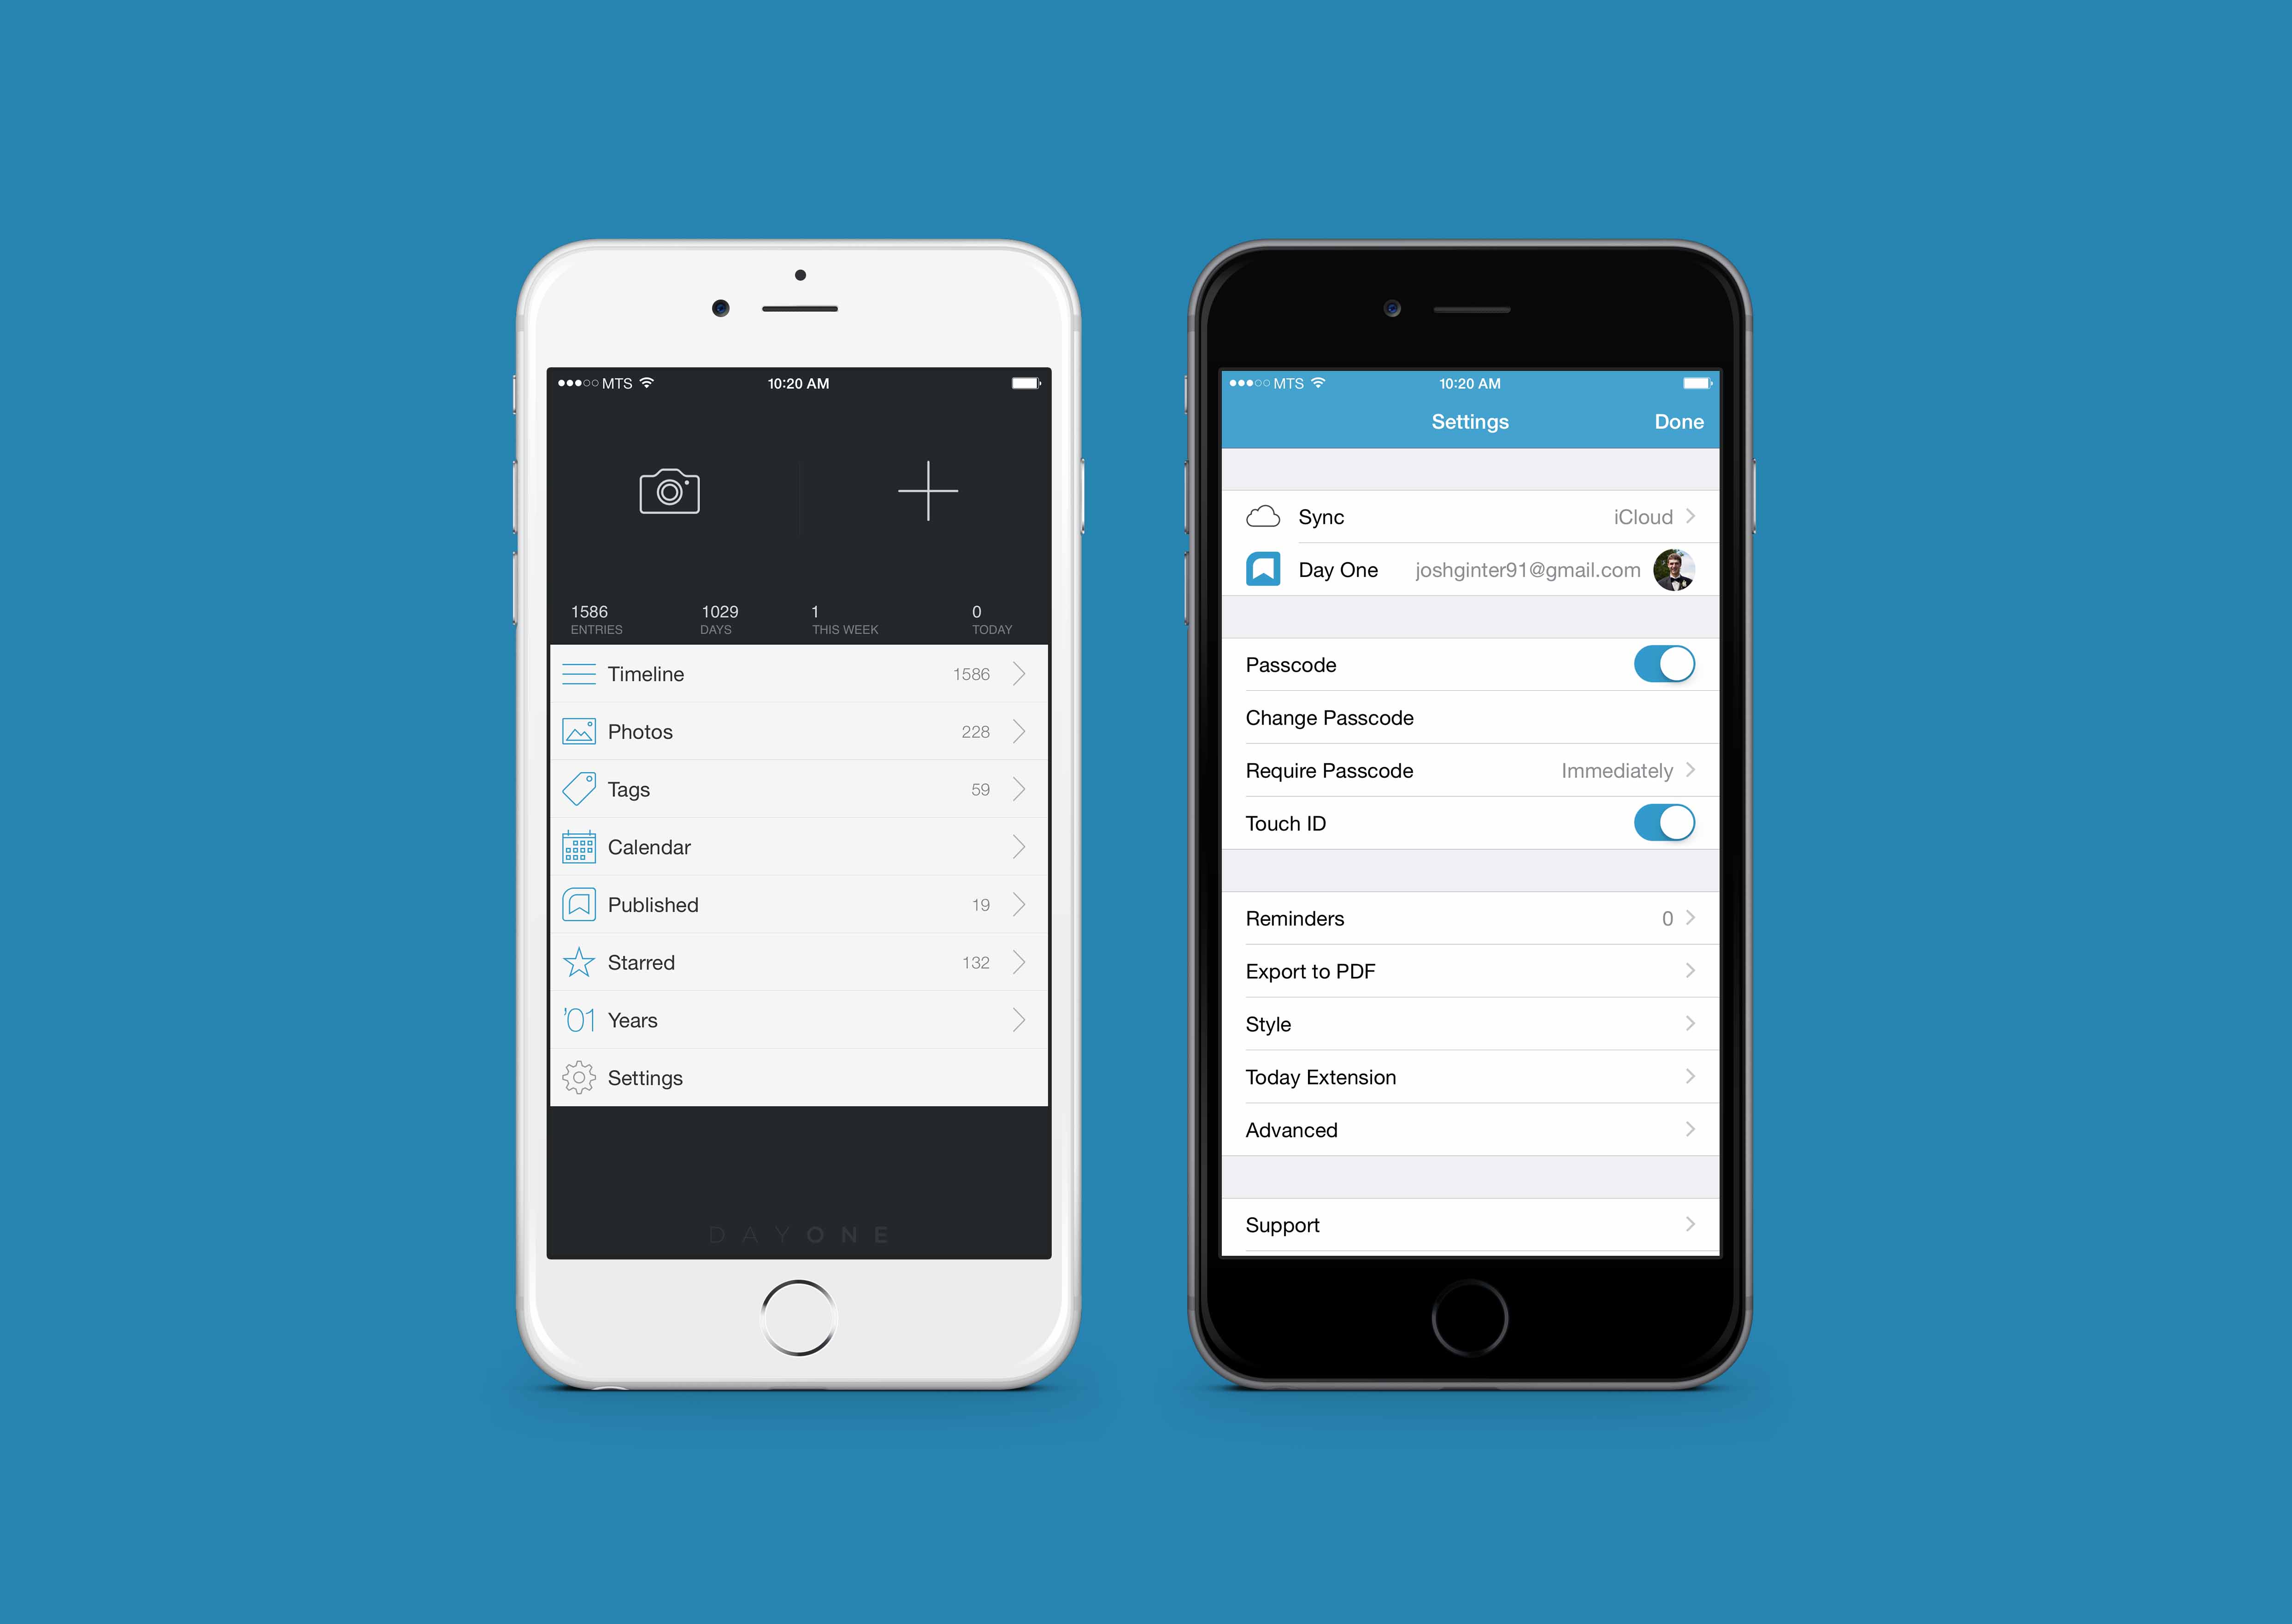 MTS 10:20 AM
1586 1029 1 0
ENTRIES DAYS THIS WEEK TODAY
Timeline 1586
Photos 228
Tags 59
Calendar
Published 19
Starred 132
'01 Years
Settings
DAYONE
MTS 10:20 AM
Settings Done
Sync iCloud
Day One joshginter91@gmail.com
Passcode
Change Passcode
Require Passcode Immediately
Touch ID
Reminders 0
Export to PDF
Style
Today Extension
Advanced
Support